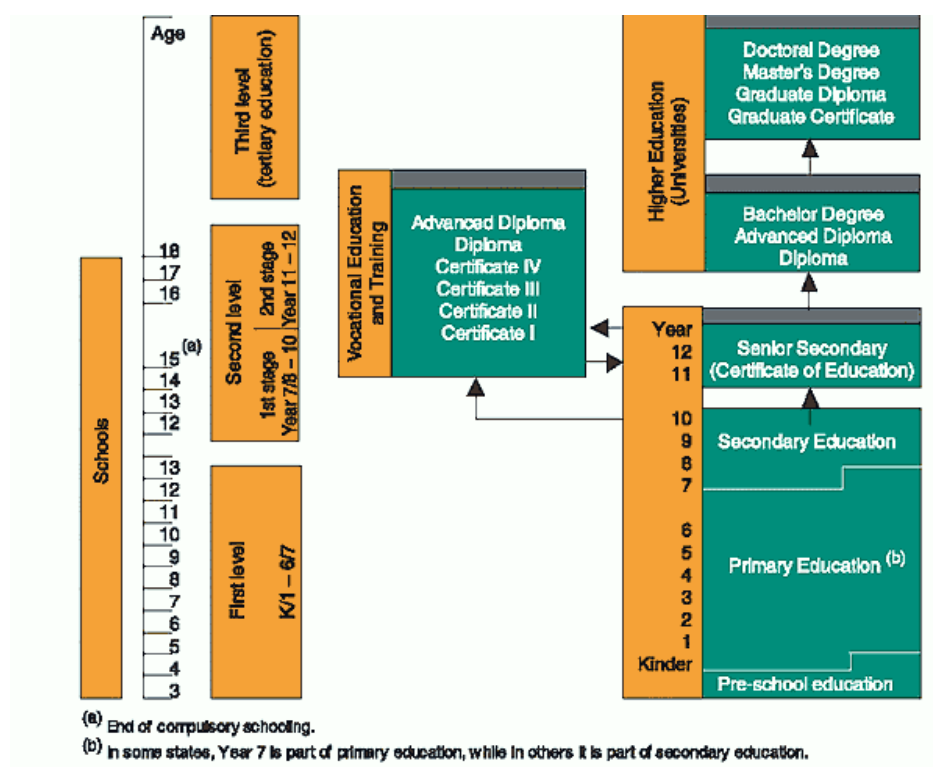 Age
18
17
16
15
(a)
14
13
12
13
12
11
10
9
8
7
6
5
4
3
Schools
Third level
(tertiary education)
Second level
2nd stage
Year 11 – 12
1st stage
Year 7/8 – 10
First level
K/1 – 6/7
Vocational Education
and Training
Advanced Diploma
Diploma
Certificate IV
Certificate III
Certificate II
Certificate I
Higher Education
(Universities)
Doctoral Degree
Master's Degree
Graduate Diploma
Graduate Certificate
Bachelor Degree
Advanced Diploma
Diploma
Year
12
11
Senior Secondary
(Certificate of Education)
10
9
8
7
Secondary Education
6
5
4
3
2
1
Kinder
Primary Education (b)
Pre-school education
(a) End of compulsory schooling.
(b) In some states, Year 7 is part of primary education, while in others it is part of secondary education.